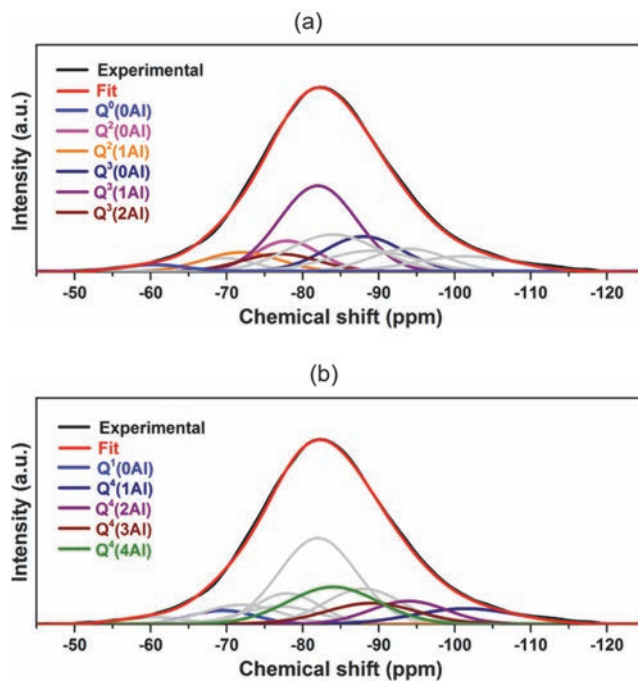 (a)
Intensity (a.u.)
Experimental
Fit
Q⁰(0Al)
Q²(0Al)
Q²(1Al)
Q³(0Al)
Q³(1Al)
Q³(2Al)
-50 -60 -70 -80 -90 -100 -110 -120
Chemical shift (ppm)
(b)
Intensity (a.u.)
Experimental
Fit
Q¹(0Al)
Q⁴(1Al)
Q⁴(2Al)
Q⁴(3Al)
Q⁴(4Al)
-50 -60 -70 -80 -90 -100 -110 -120
Chemical shift (ppm)